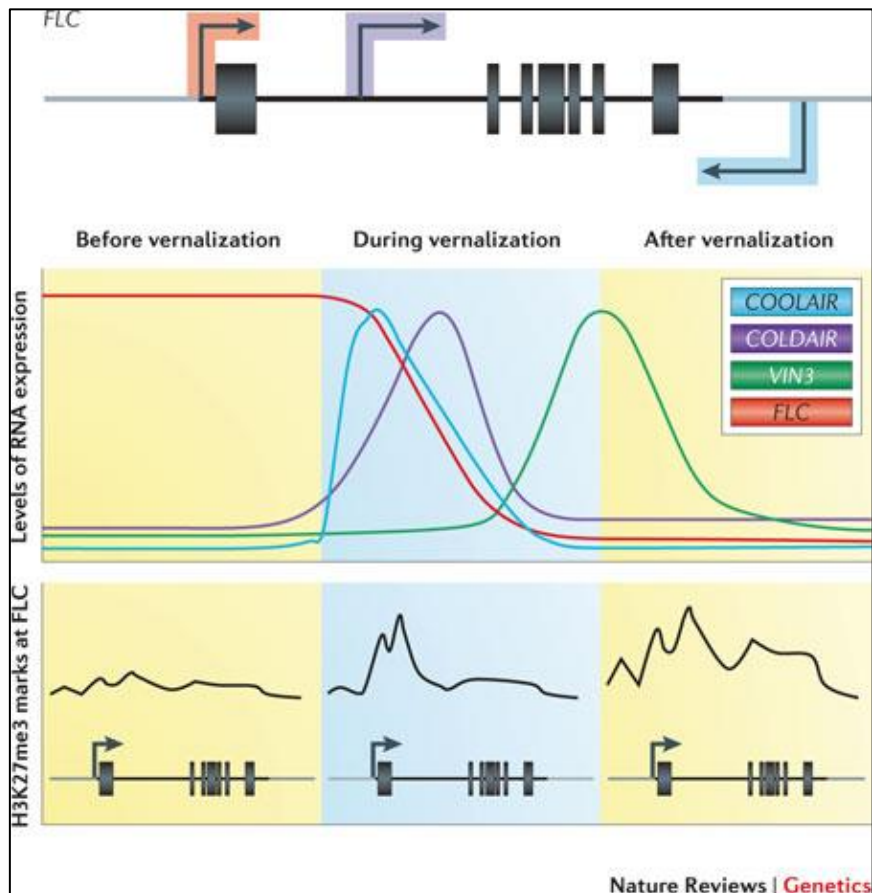 FLC
Before vernalization
During vernalization
After vernalization
Levels of RNA expression
COOLAIR
COLDAIR
VIN3
FLC
H3K27me3 marks at FLC
Nature Reviews | Genetics